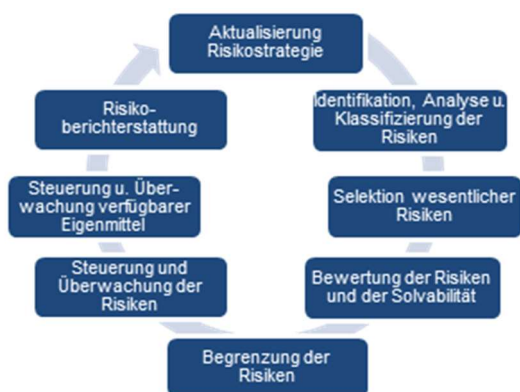 Aktualisierung
Risikostrategie
Identifikation, Analyse u.
Klassifizierung der
Risiken
Selektion wesentlicher
Risiken
Bewertung der Risiken
und der Solvabilität
Begrenzung der
Risiken
Steuerung und
Überwachung der
Risiken
Steuerung u. Über-
wachung verfügbarer
Eigenmittel
Risiko-
berichterstattung